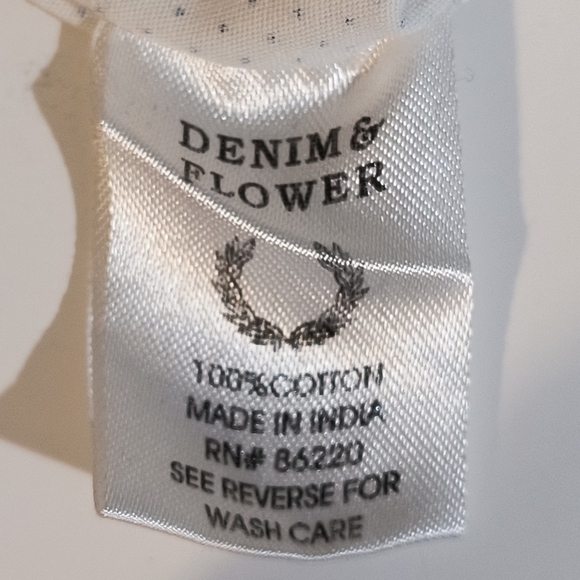 DENIM &
FLOWER
100% COTTON
MADE IN INDIA
RN# 86220
SEE REVERSE FOR
WASH CARE